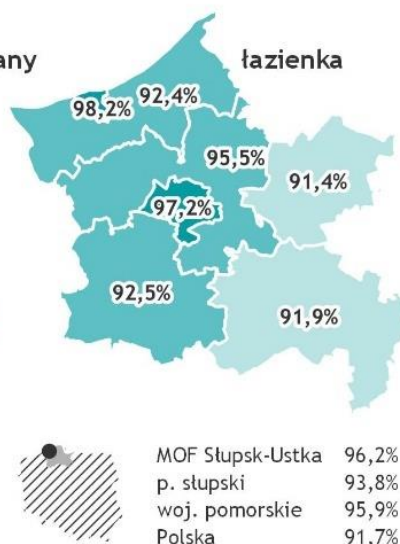 any
łazienka
98,2%
92,4%
95,5%
91,4%
97,2%
92,5%
91,9%
MOF Słupsk-Ustka 96,2%
p. słupski 93,8%
woj. pomorskie 95,9%
Polska 91,7%